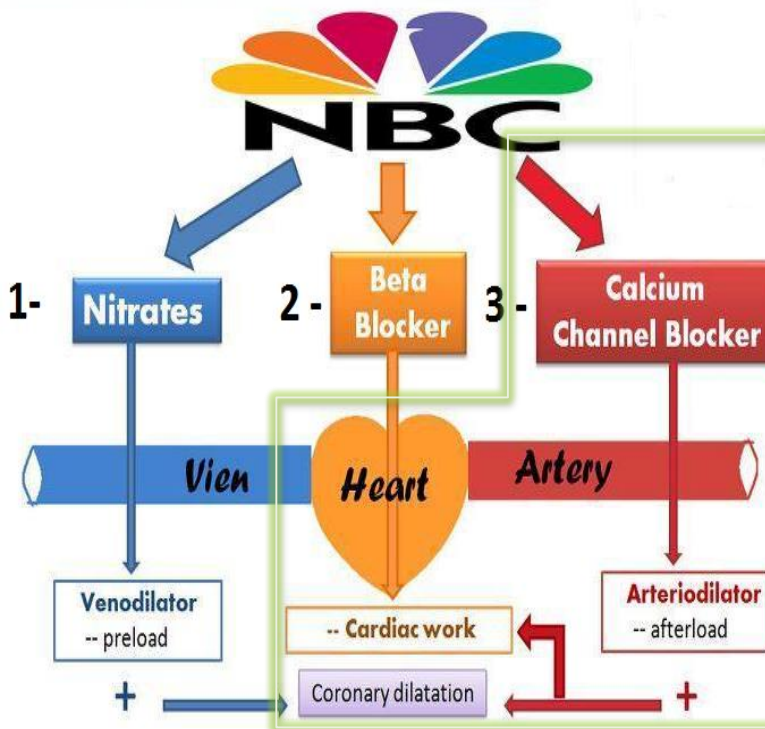 NBC
1-
Nitrates
2 -
Beta
Blocker
3 -
Calcium
Channel Blocker
Vien
Heart
Artery
Venodilator
-- preload
-- Cardiac work
Arteriodilator
-- afterload
+
Coronary dilatation
+